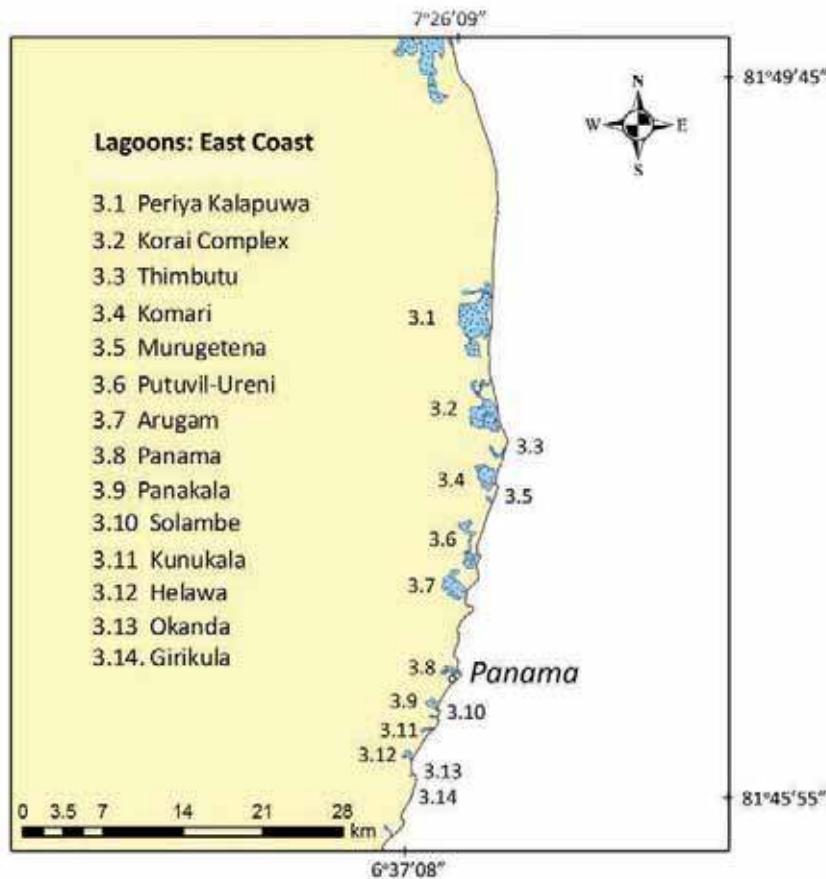 7°26'09"
81°49'45"
N
W E
S
Lagoons: East Coast
3.1 Periya Kalapuwa
3.2 Korai Complex
3.3 Thimbutu
3.4 Komari
3.5 Murugetena
3.6 Putuvil-Ureni
3.7 Arugam
3.8 Panama
3.9 Panakala
3.10 Solambe
3.11 Kunukala
3.12 Helawa
3.13 Okanda
3.14. Girikula
3.1
3.2
3.3
3.4
3.5
3.6
3.7
3.8 Panama
3.9
3.10
3.11
3.12
3.13
3.14
0 3.5 7 14 21 28
km
81°45'55"
6°37'08"